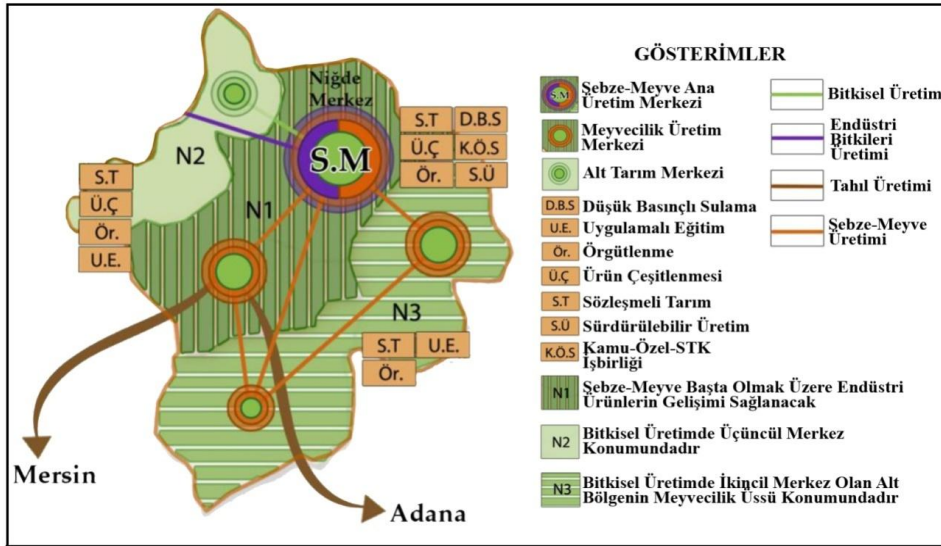 Niğde
Merkez
S.M
N2
N1
N3
S.T D.B.S
Ü.Ç K.Ö.S
Ör. S.Ü
S.T
Ü.Ç
Ör.
U.E.
S.T U.E.
Ör.
Mersin
Adana
GÖSTERİMLER
S.M Şebze-Meyve Ana
Üretim Merkezi
Meyvecilik Üretim
Merkezi
Alt Tarım Merkezi
D.B.S Düşük Basınçlı Sulama
U.E. Uygulamalı Eğitim
Ör. Örgütlenme
Ü.Ç Ürün Çeşitlenmesi
S.T Sözleşmeli Tarım
S.Ü Sürdürülebilir Üretim
K.Ö.S Kamu-Özel-STK
İşbirliği
N1 Şebze-Meyve Başta Olmak Üzere Endüstri
Ürünlerin Gelişimi Sağlanacak
N2 Bitkisel Üretimde Üçüncül Merkez
Konumundadır
N3 Bitkisel Üretimde İkincil Merkez Olan Alt
Bölgenin Meyvecilik Üssü Konumundadır
Bitkisel Üretim
Endüstri
Bitkileri
Üretimi
Tahıl Üretimi
Şebze-Meyve
Üretimi